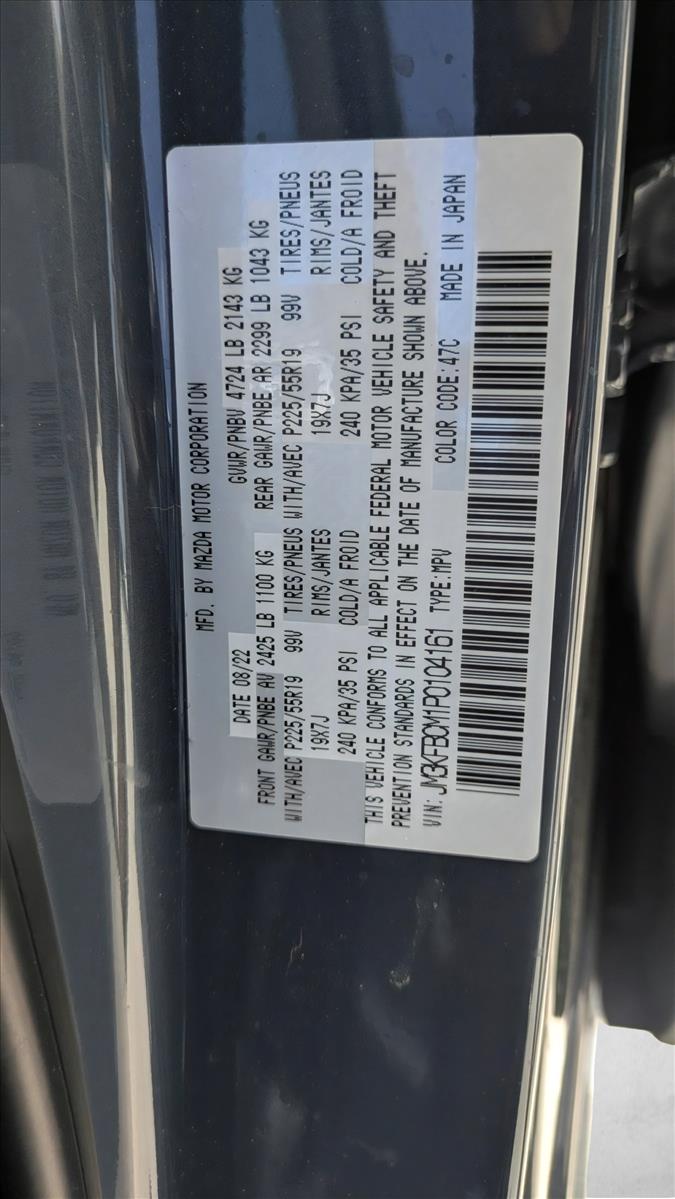 MFD. BY MAZDA MOTOR CORPORATION
DATE 08/22 GVWR/PNBV 4724 LB 2143 KG
FRONT GAWR/PNBE AV 2425 LB 1100 KG REAR GAWR/PNBE AR 2299 LB 1043 KG
WITH/AVEC P225/55R19 99V TIRES/PNEUS WITH/AVEC P225/55R19 99V TIRES/PNEUS
19X7J RIMS/JANTES 19X7J RIMS/JANTES
240 KPA/35 PSI COLD/A FROID 240 KPA/35 PSI COLD/A FROID
THIS VEHICLE CONFORMS TO ALL APPLICABLE FEDERAL MOTOR VEHICLE SAFETY AND THEFT
PREVENTION STANDARDS IN EFFECT ON THE DATE OF MANUFACTURE SHOWN ABOVE.
VIN: JM3KFBCM1P0104161 TYPE:MPV COLOR CODE:47C MADE IN JAPAN